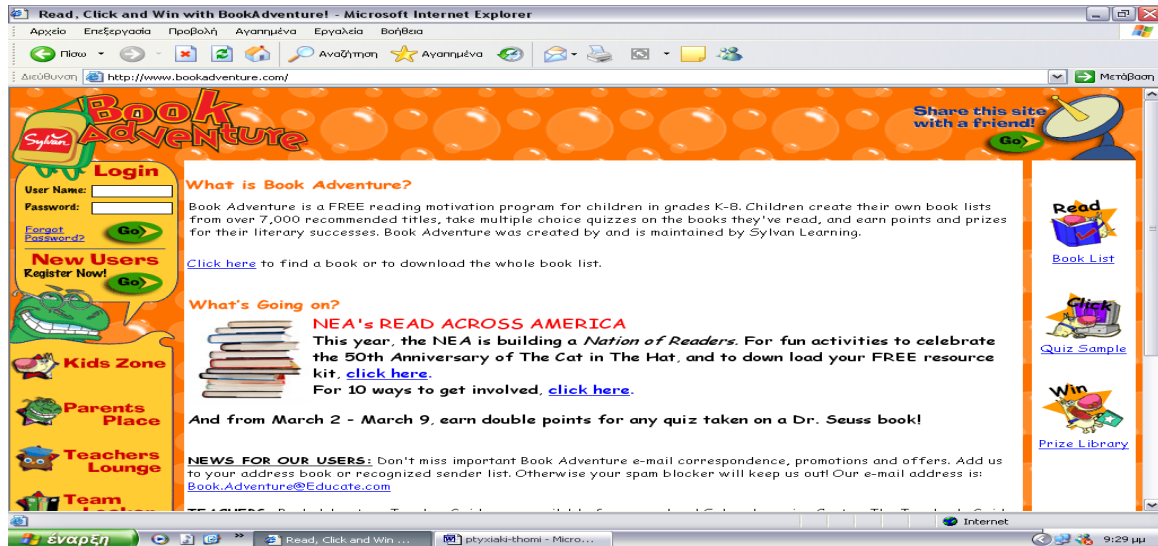 Read, Click and Win with BookAdventure! - Microsoft Internet Explorer
Αρχείο Επεξεργασία Προβολή Αγαπημένα Εργαλεία Βοήθεια
Πίσω Αναζήτηση Αγαπημένα
Διεύθυνση http://www.bookadventure.com/ Μετάβαση
Sylvan
Book
Adventure
Share this site
with a friend!
Go
Login
User Name:
Password:
Forgot
Password?
Go
New Users
Register Now!
Go
Kids Zone
Parents
Place
Teachers
Lounge
Team
What is Book Adventure?
Book Adventure is a FREE reading motivation program for children in grades K-8. Children create their own book lists
from over 7,000 recommended titles, take multiple choice quizzes on the books they've read, and earn points and prizes
for their literary successes. Book Adventure was created by and is maintained by Sylvan Learning.
Click here to find a book or to download the whole book list.
What's Going on?
NEA's READ ACROSS AMERICA
This year, the NEA is building a Nation of Readers. For fun activities to celebrate
the 50th Anniversary of The Cat in The Hat, and to down load your FREE resource
kit, click here.
For 10 ways to get involved, click here.
And from March 2 - March 9, earn double points for any quiz taken on a Dr. Seuss book!
NEWS FOR OUR USERS: Don't miss important Book Adventure e-mail correspondence, promotions and offers. Add us
to your address book or recognized sender list. Otherwise your spam blocker will keep us out! Our e-mail address is:
Book.Adventure@Educate.com
Read
Book List
Click
Quiz Sample
Win
Prize Library
Internet
έναρξη Read, Click and Win ... ptyxiaki-thomi - Micro... 9:29 μμ